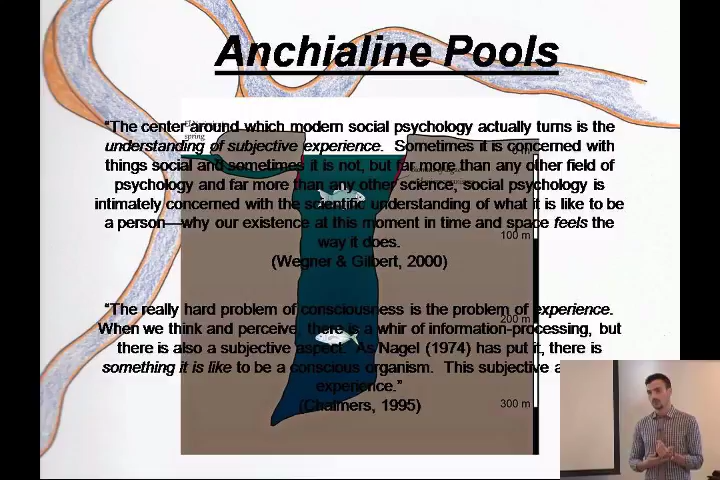 Anchialine Pools
"The center around which modern social psychology actually turns is the
understanding of subjective experience. Sometimes it is concerned with
things social and sometimes it is not, but far more than any other field of
psychology and far more than any other science, social psychology is
intimately concerned with the scientific understanding of what it is like to be
a person—why our existence at this moment in time and space feels the
way it does.
(Wegner & Gilbert, 2000)
100 m
"The really hard problem of consciousness is the problem of experience.
When we think and perceive, there is a whir of information-processing, but
there is also a subjective aspect. As Nagel (1974) has put it, there is
something it is like to be a conscious organism. This subjective
experience."
(Chalmers, 1995)
200 m
300 m
spring